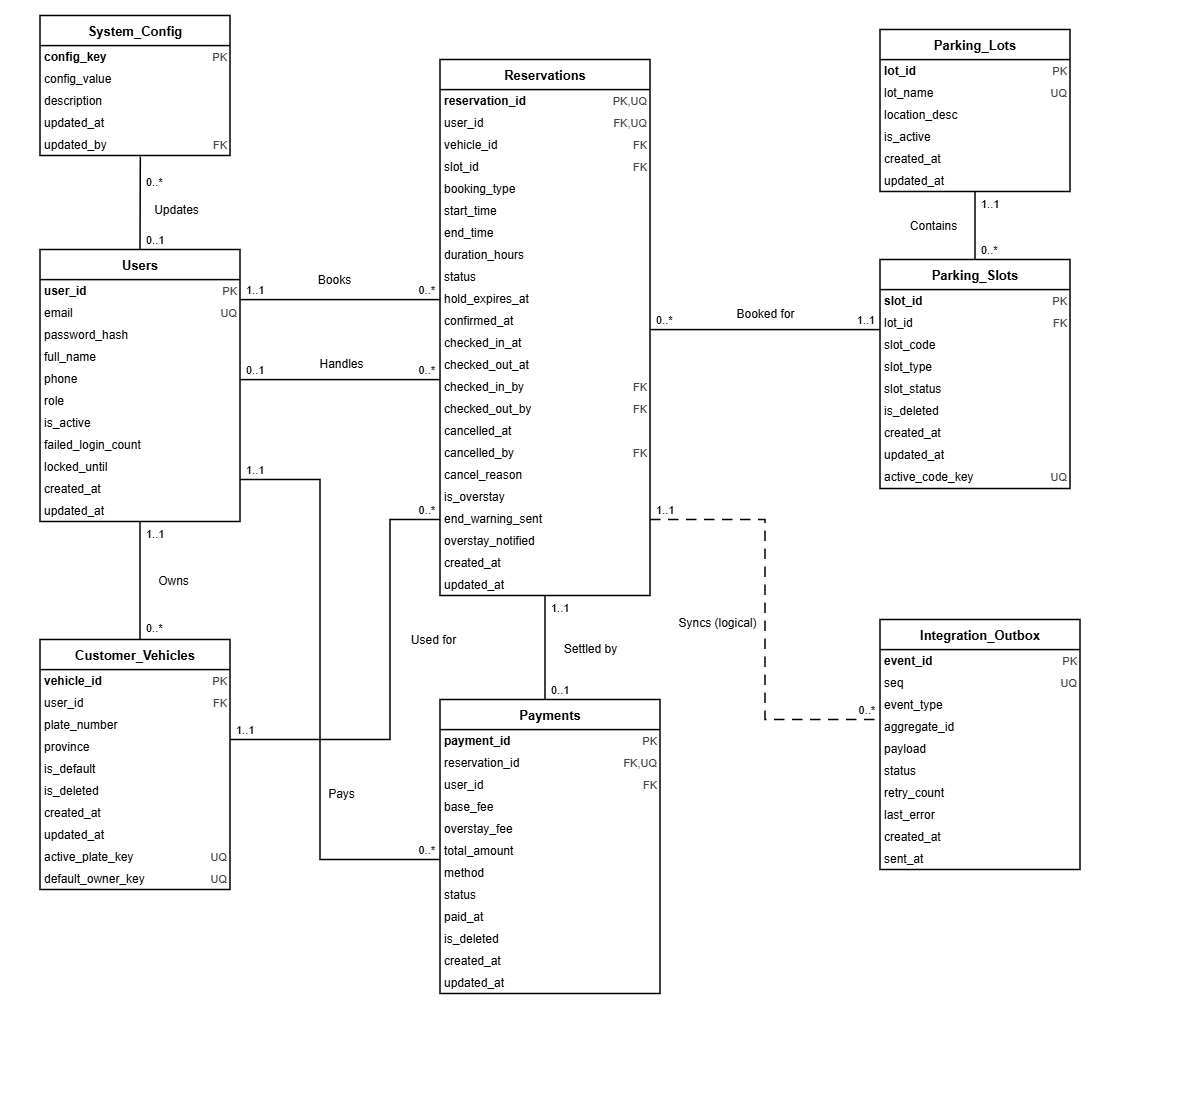 System_Config
config_key PK
config_value
description
updated_at
updated_by FK
0..*
Updates
0..1
Users
user_id PK
email UQ
password_hash
full_name
phone
role
is_active
failed_login_count
locked_until
created_at
updated_at
1..1
Books
0..*
0..1
Handles
0..*
1..1
1..1
Owns
0..*
Customer_Vehicles
vehicle_id PK
user_id FK
plate_number
province
is_default
is_deleted
created_at
updated_at
active_plate_key UQ
default_owner_key UQ
1..1
Used for
0..*
Pays
0..*
Reservations
reservation_id PK,UQ
user_id FK,UQ
vehicle_id FK
slot_id FK
booking_type
start_time
end_time
duration_hours
status
hold_expires_at
confirmed_at
checked_in_at
checked_out_at
checked_in_by FK
checked_out_by FK
cancelled_at
cancelled_by FK
cancel_reason
is_overstay
end_warning_sent
overstay_notified
created_at
updated_at
1..1
Settled by
0..1
Payments
payment_id PK
reservation_id FK,UQ
user_id FK
base_fee
overstay_fee
total_amount
method
status
paid_at
is_deleted
created_at
updated_at
0..*
Booked for
1..1
1..1
Syncs (logical)
0..*
Parking_Lots
lot_id PK
lot_name UQ
location_desc
is_active
created_at
updated_at
1..1
Contains
0..*
Parking_Slots
slot_id PK
lot_id FK
slot_code
slot_type
slot_status
is_deleted
created_at
updated_at
active_code_key UQ
Integration_Outbox
event_id PK
seq UQ
event_type
aggregate_id
payload
status
retry_count
last_error
created_at
sent_at